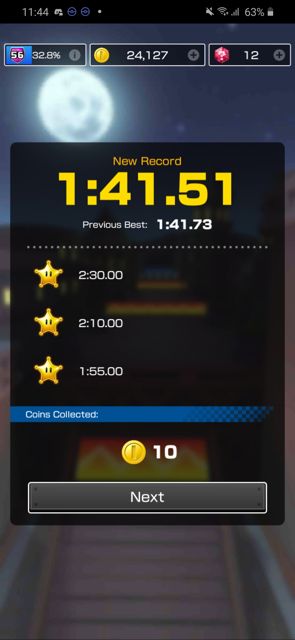 11:44 63%
56 32.8% i 24,127 + 12 +
New Record
1:41.51
Previous Best: 1:41.73
2:30.00
2:10.00
1:55.00
Coins Collected:
10
Next